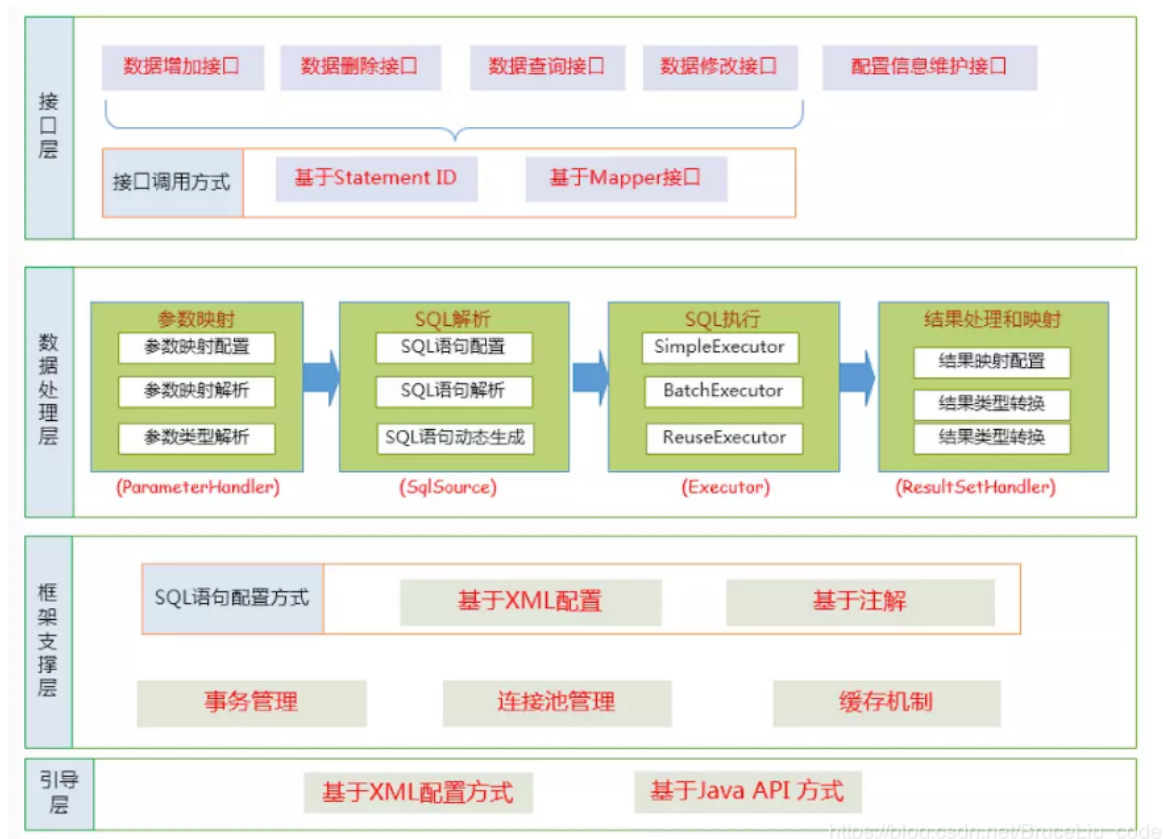 接口层
数据增加接口
数据删除接口
数据查询接口
数据修改接口
配置信息维护接口
接口调用方式
基于Statement ID
基于Mapper接口
数据处理层
参数映射
参数映射配置
参数映射解析
参数类型解析
(ParameterHandler)
SQL解析
SQL语句配置
SQL语句解析
SQL语句动态生成
(SqlSource)
SQL执行
SimpleExecutor
BatchExecutor
ReuseExecutor
(Executor)
结果处理和映射
结果映射配置
结果类型转换
结果类型转换
(ResultSetHandler)
框架支撑层
SQL语句配置方式
基于XML配置
基于注解
事务管理
连接池管理
缓存机制
引导
层
基于XML配置方式
基于Java API 方式
https://blog.csdn.net/BruceLiu_code